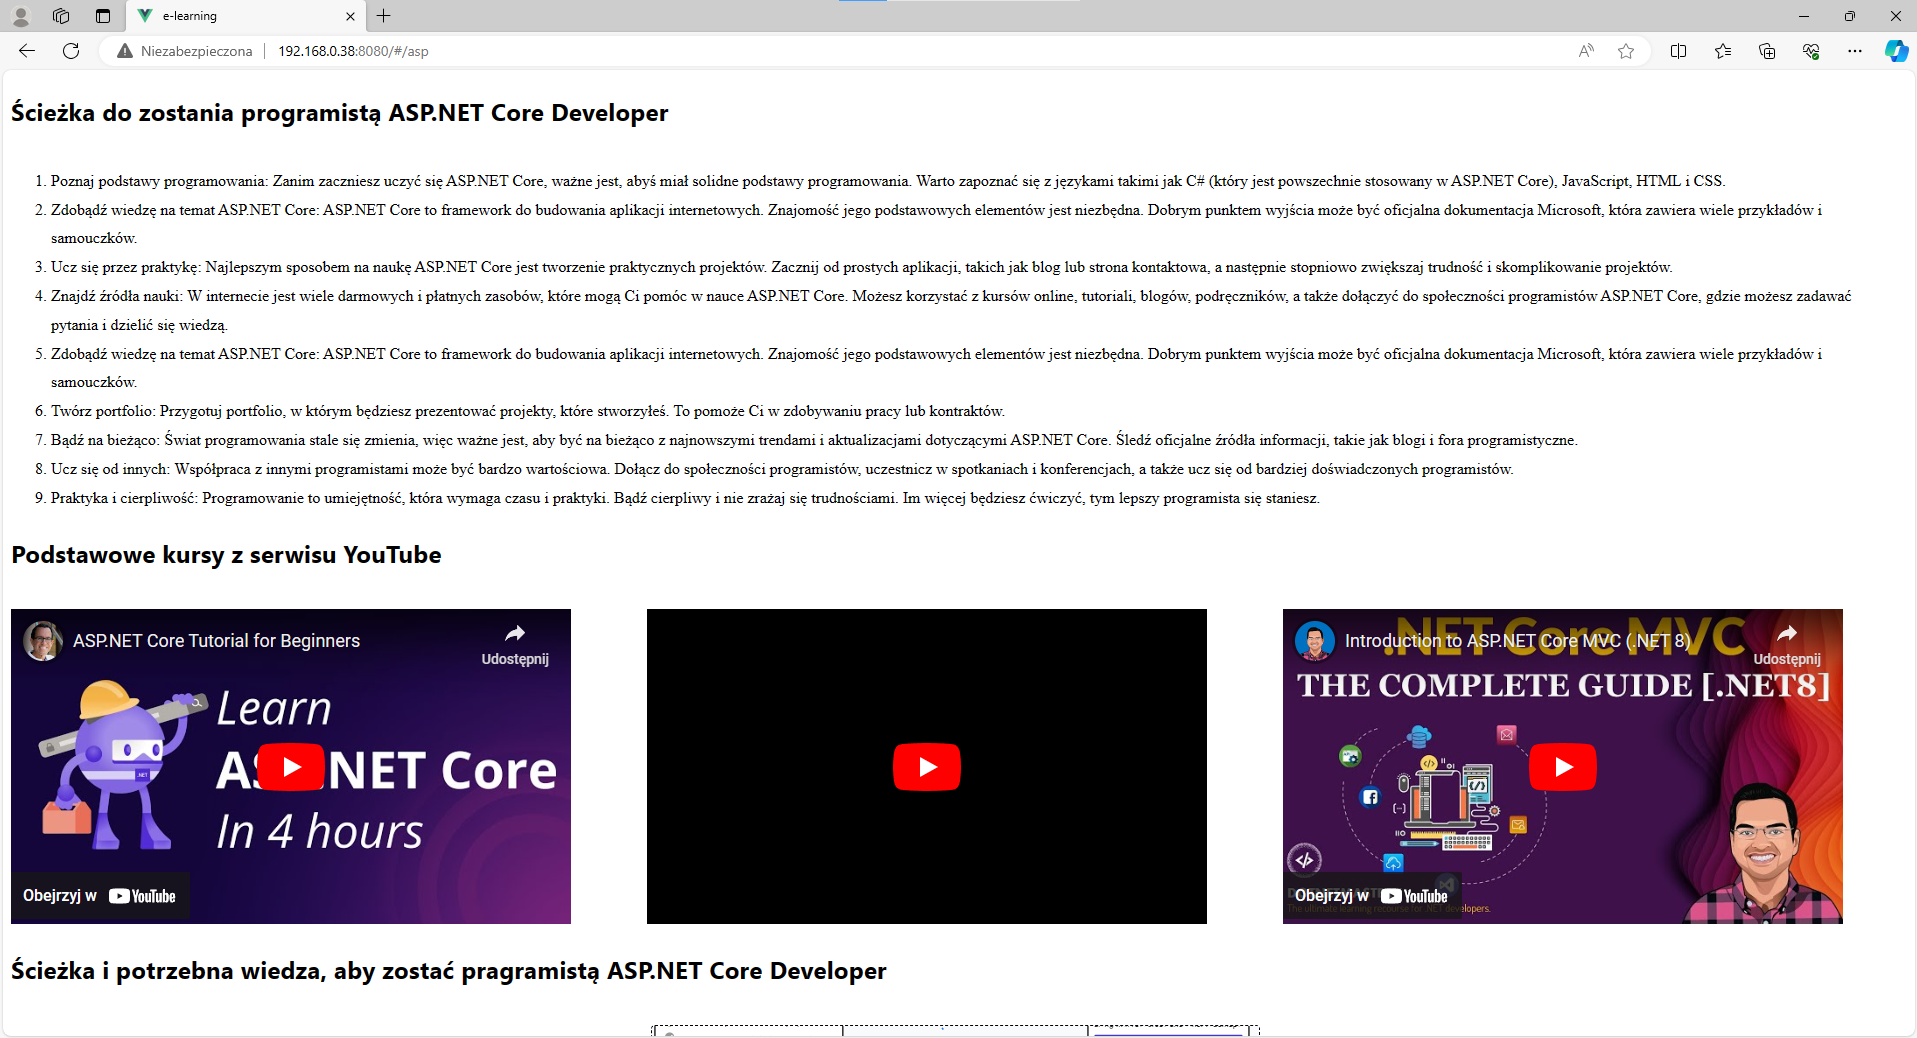 e-learning
Niezabezpieczona
192.168.0.38:8080/#/asp
Ścieżka do zostania programistą ASP.NET Core Developer
1. Poznaj podstawy programowania: Zanim zaczniesz uczyć się ASP.NET Core, ważne jest, abyś miał solidne podstawy programowania. Warto zapoznać się z językami takimi jak C# (który jest powszechnie stosowany w ASP.NET Core), JavaScript, HTML i CSS.
2. Zdobądź wiedzę na temat ASP.NET Core: ASP.NET Core to framework do budowania aplikacji internetowych. Znajomość jego podstawowych elementów jest niezbędna. Dobrym punktem wyjścia może być oficjalna dokumentacja Microsoft, która zawiera wiele przykładów i
samouczków.
3. Ucz się przez praktykę: Najlepszym sposobem na naukę ASP.NET Core jest tworzenie praktycznych projektów. Zacznij od prostych aplikacji, takich jak blog lub strona kontaktowa, a następnie stopniowo zwiększaj trudność i skomplikowanie projektów.
4. Znajdź źródła nauki: W internecie jest wiele darmowych i płatnych zasobów, które mogą Ci pomóc w nauce ASP.NET Core. Możesz korzystać z kursów online, tutoriali, blogów, podręczników, a także dołączyć do społeczności programistów ASP.NET Core, gdzie możesz zadawać
pytania i dzielić się wiedzą.
5. Zdobądź wiedzę na temat ASP.NET Core: ASP.NET Core to framework do budowania aplikacji internetowych. Znajomość jego podstawowych elementów jest niezbędna. Dobrym punktem wyjścia może być oficjalna dokumentacja Microsoft, która zawiera wiele przykładów i
samouczków.
6. Twórz portfolio: Przygotuj portfolio, w którym będziesz prezentować projekty, które stworzyłeś. To pomoże Ci w zdobywaniu pracy lub kontraktów.
7. Bądź na bieżąco: Świat programowania stale się zmienia, więc ważne jest, aby być na bieżąco z najnowszymi trendami i aktualizacjami dotyczącymi ASP.NET Core. Śledź oficjalne źródła informacji, takie jak blogi i fora programistyczne.
8. Ucz się od innych: Współpraca z innymi programistami może być bardzo wartościowa. Dołącz do społeczności programistów, uczestnicz w spotkaniach i konferencjach, a także ucz się od bardziej doświadczonych programistów.
9. Praktyka i cierpliwość: Programowanie to umiejętność, która wymaga czasu i praktyki. Bądź cierpliwy i nie zrażaj się trudnościami. Im więcej będziesz ćwiczyć, tym lepszy programista się staniesz.
Podstawowe kursy z serwisu YouTube
ASP.NET Core Tutorial for Beginners
Udostępnij
Learn
NET Core
In 4 hours
Obejrzyj w YouTube
.NET Core MVC
Introduction to ASP.NET Core MVC (.NET 8)
Udostępnij
THE COMPLETE GUIDE [.NET8]
Obejrzyj w YouTube
Ścieżka i potrzebna wiedza, aby zostać pragramistą ASP.NET Core Developer